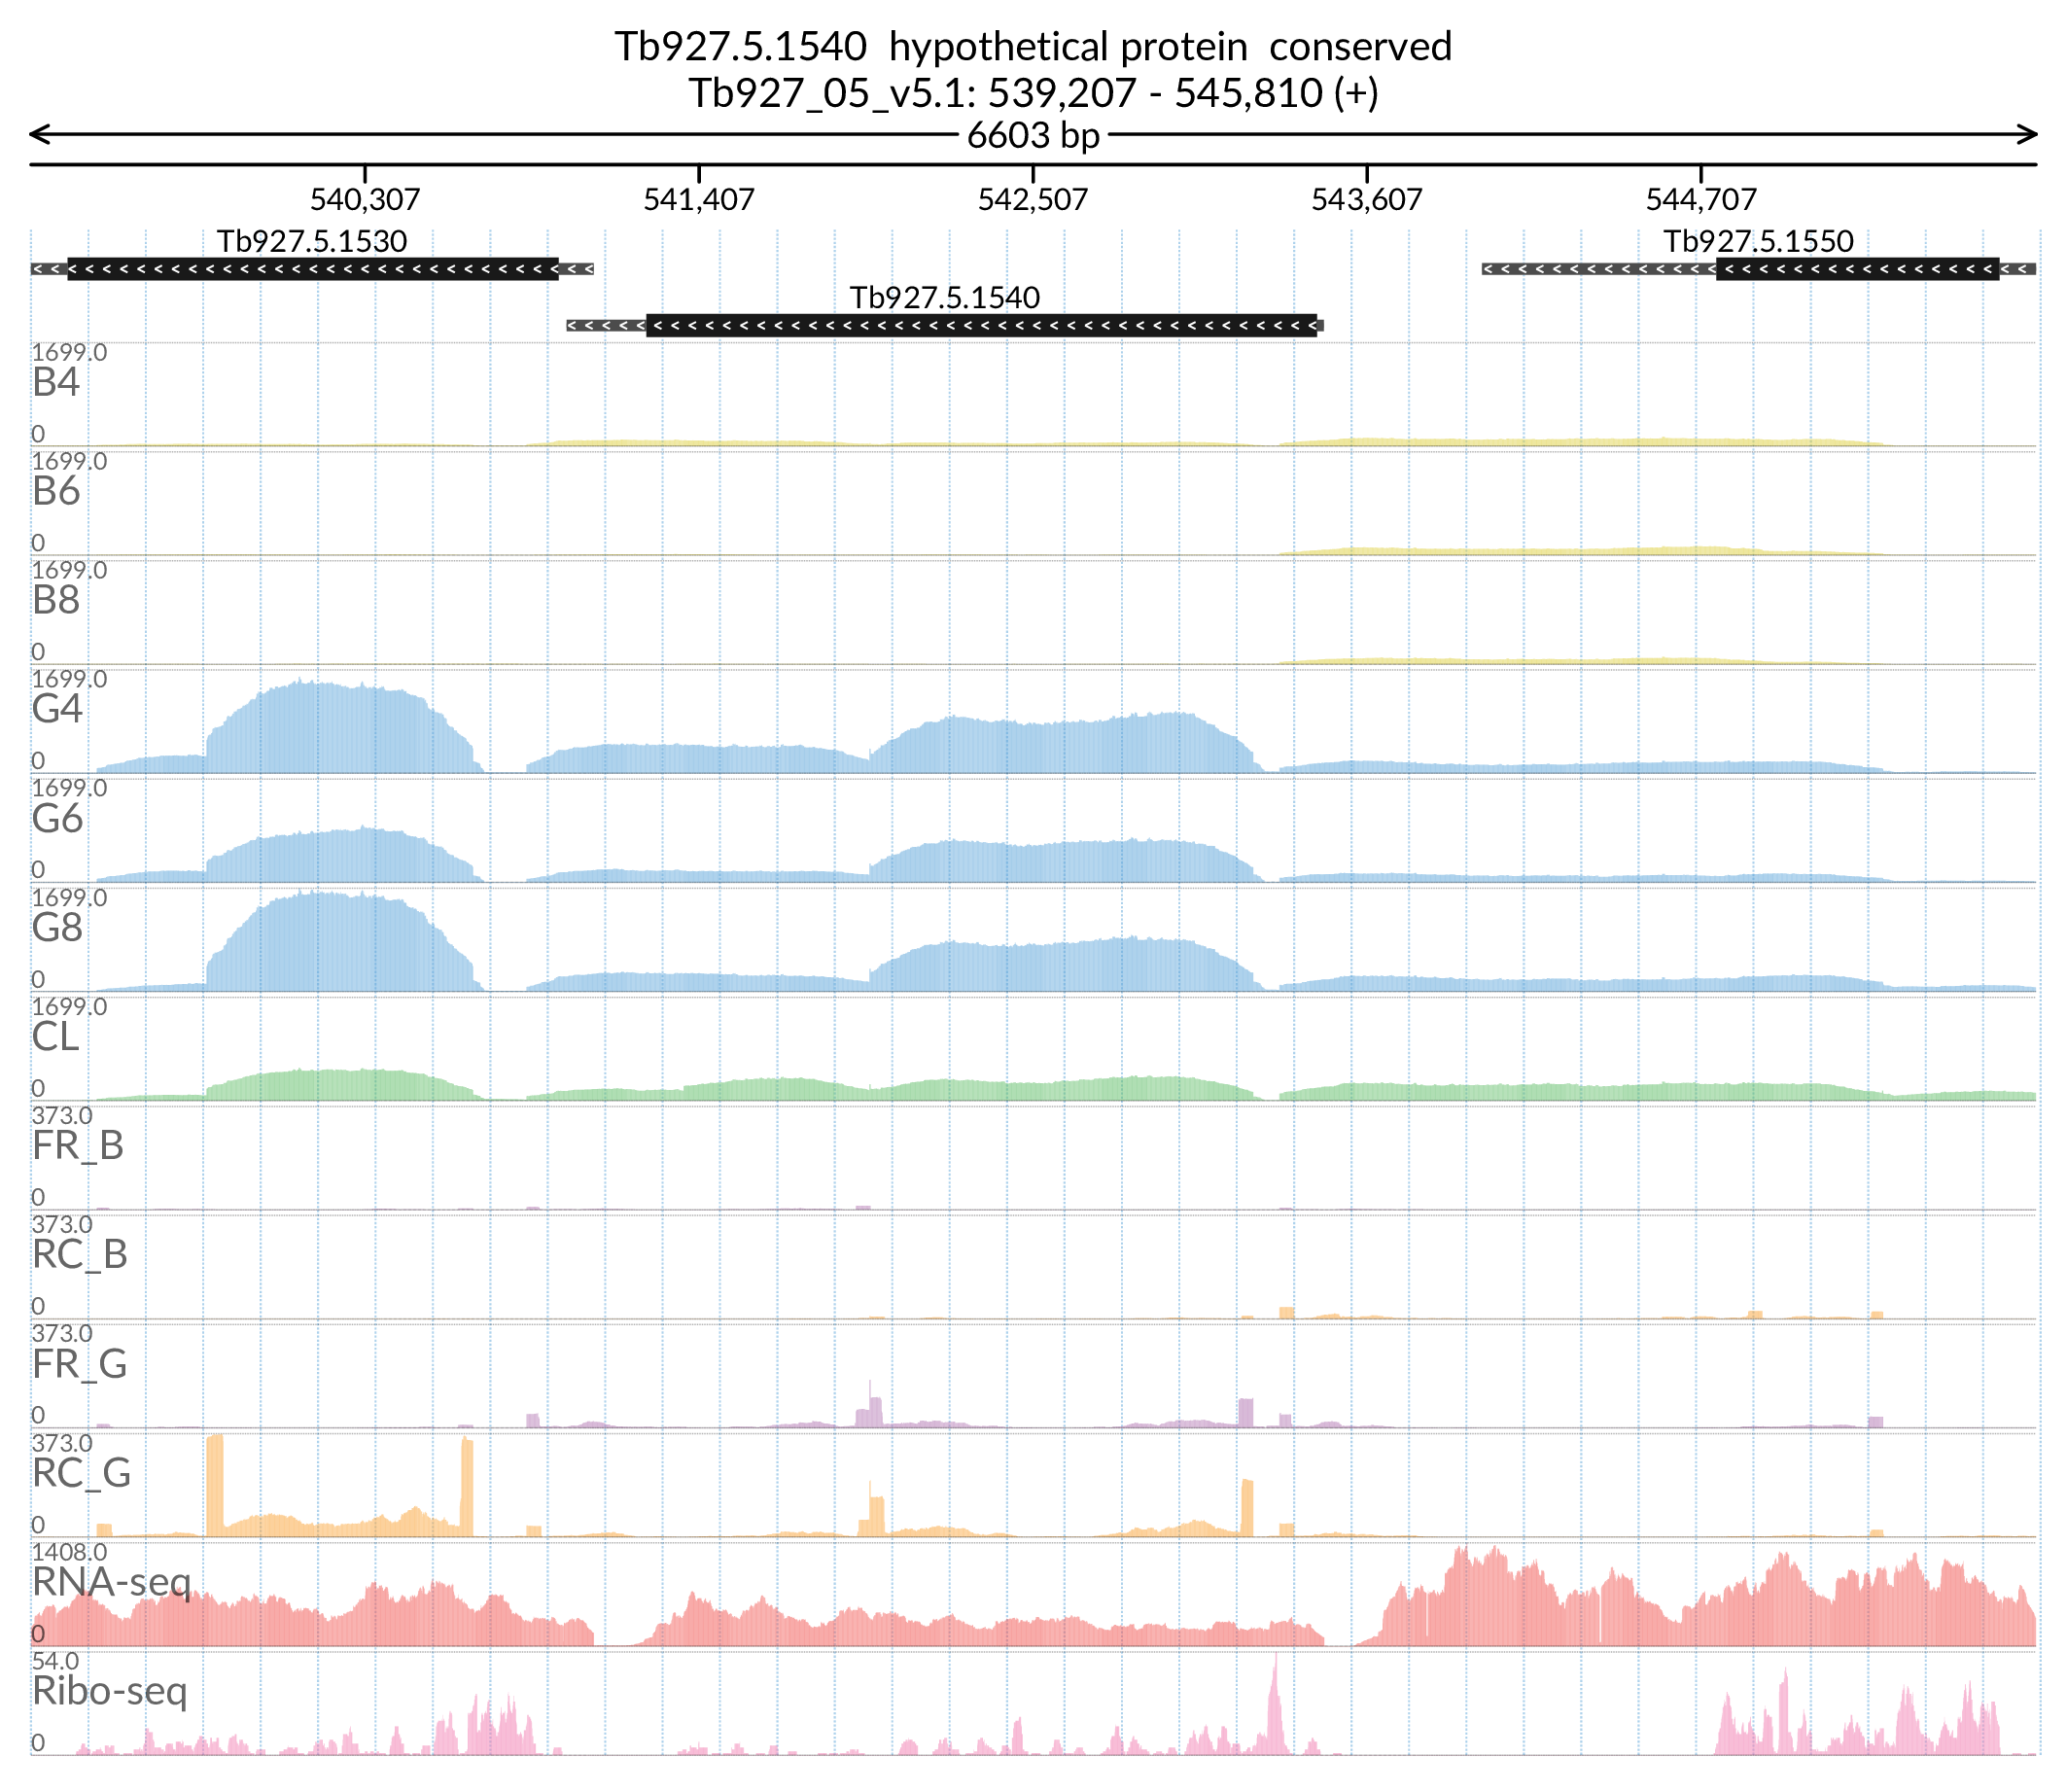 Tb927.5.1540  hypothetical protein  conserved
Tb927_05_v5.1: 539,207 - 545,810 (+)
6603 bp
540,307 541,407 542,507 543,607 544,707
Tb927.5.1530 Tb927.5.1550
Tb927.5.1540
1699.0
B4
0
1699.0
B6
0
1699.0
B8
0
1699.0
G4
0
1699.0
G6
0
1699.0
G8
0
1699.0
CL
0
373.0
FR_B
0
373.0
RC_B
0
373.0
FR_G
0
373.0
RC_G
0
1408.0
RNA-seq
0
54.0
Ribo-seq
0